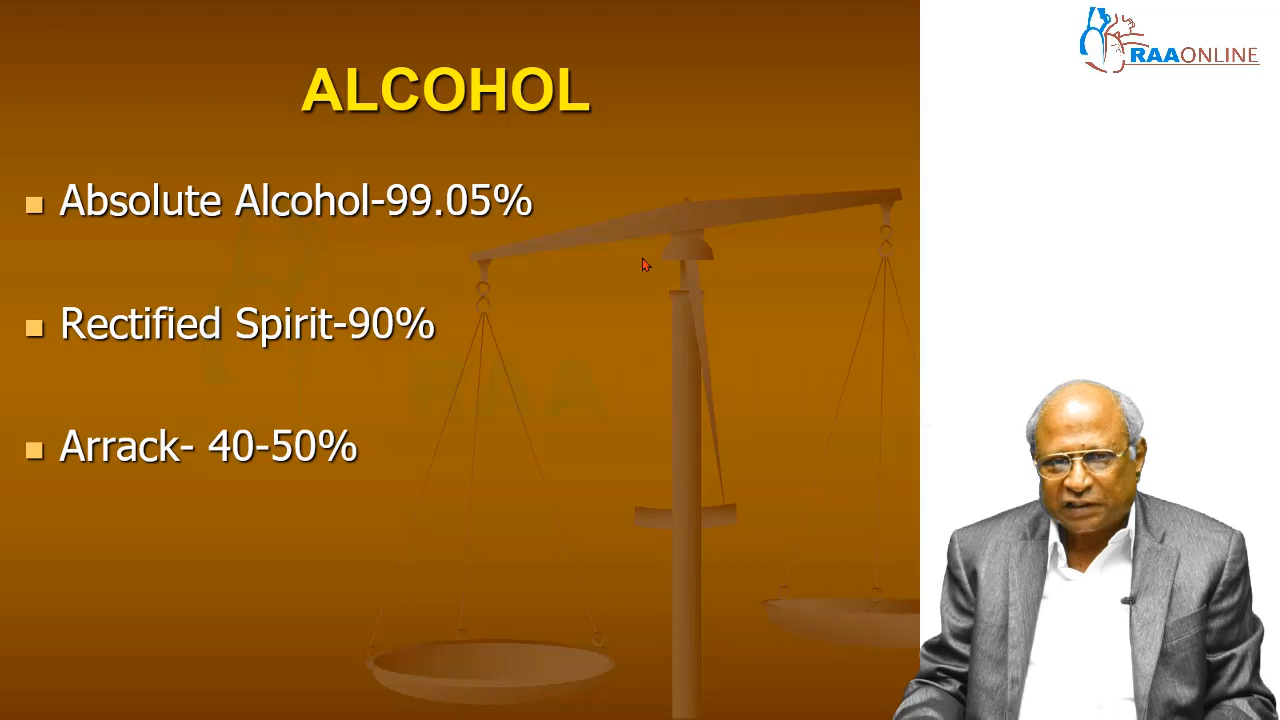 ALCOHOL
RAAONLINE
Absolute Alcohol-99.05%
Rectified Spirit-90%
Arrack- 40-50%